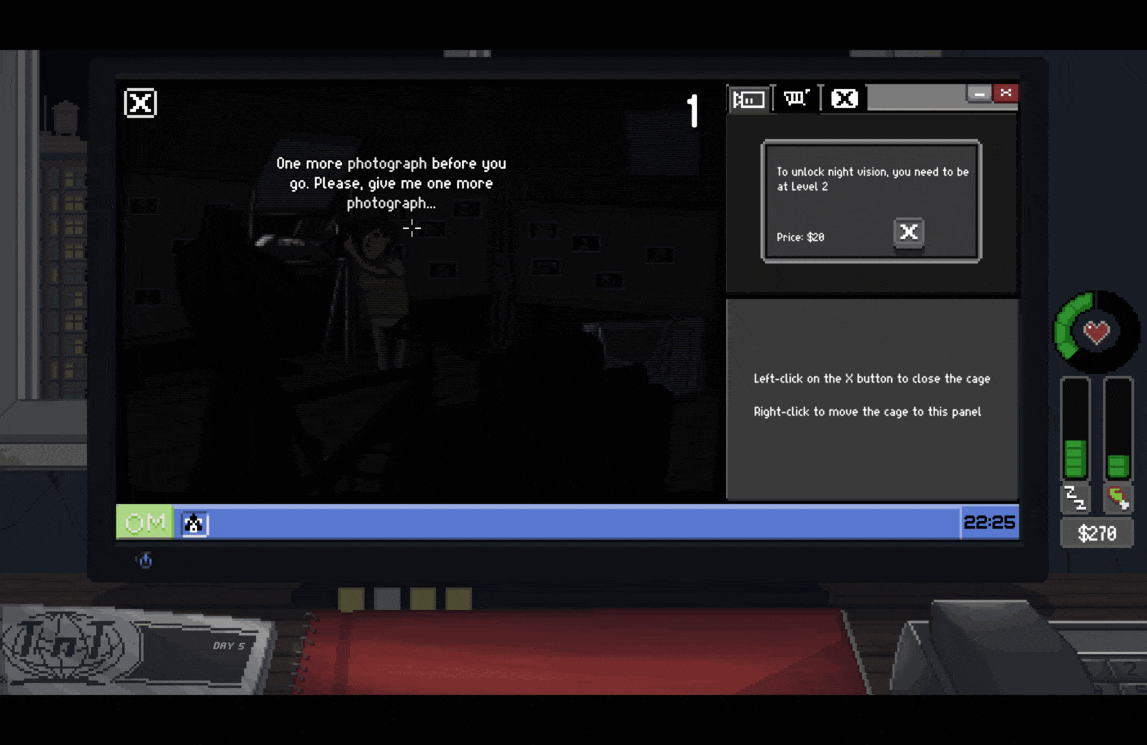 1
One more photograph before you
go. Please, give me one more
photograph...
To unlock night vision, you need to be
at Level 2
Price: $20
X
Left-click on the X button to close the cage
Right-click to move the cage to this panel
OM
22:25
$270
TnT
DAY 5
2